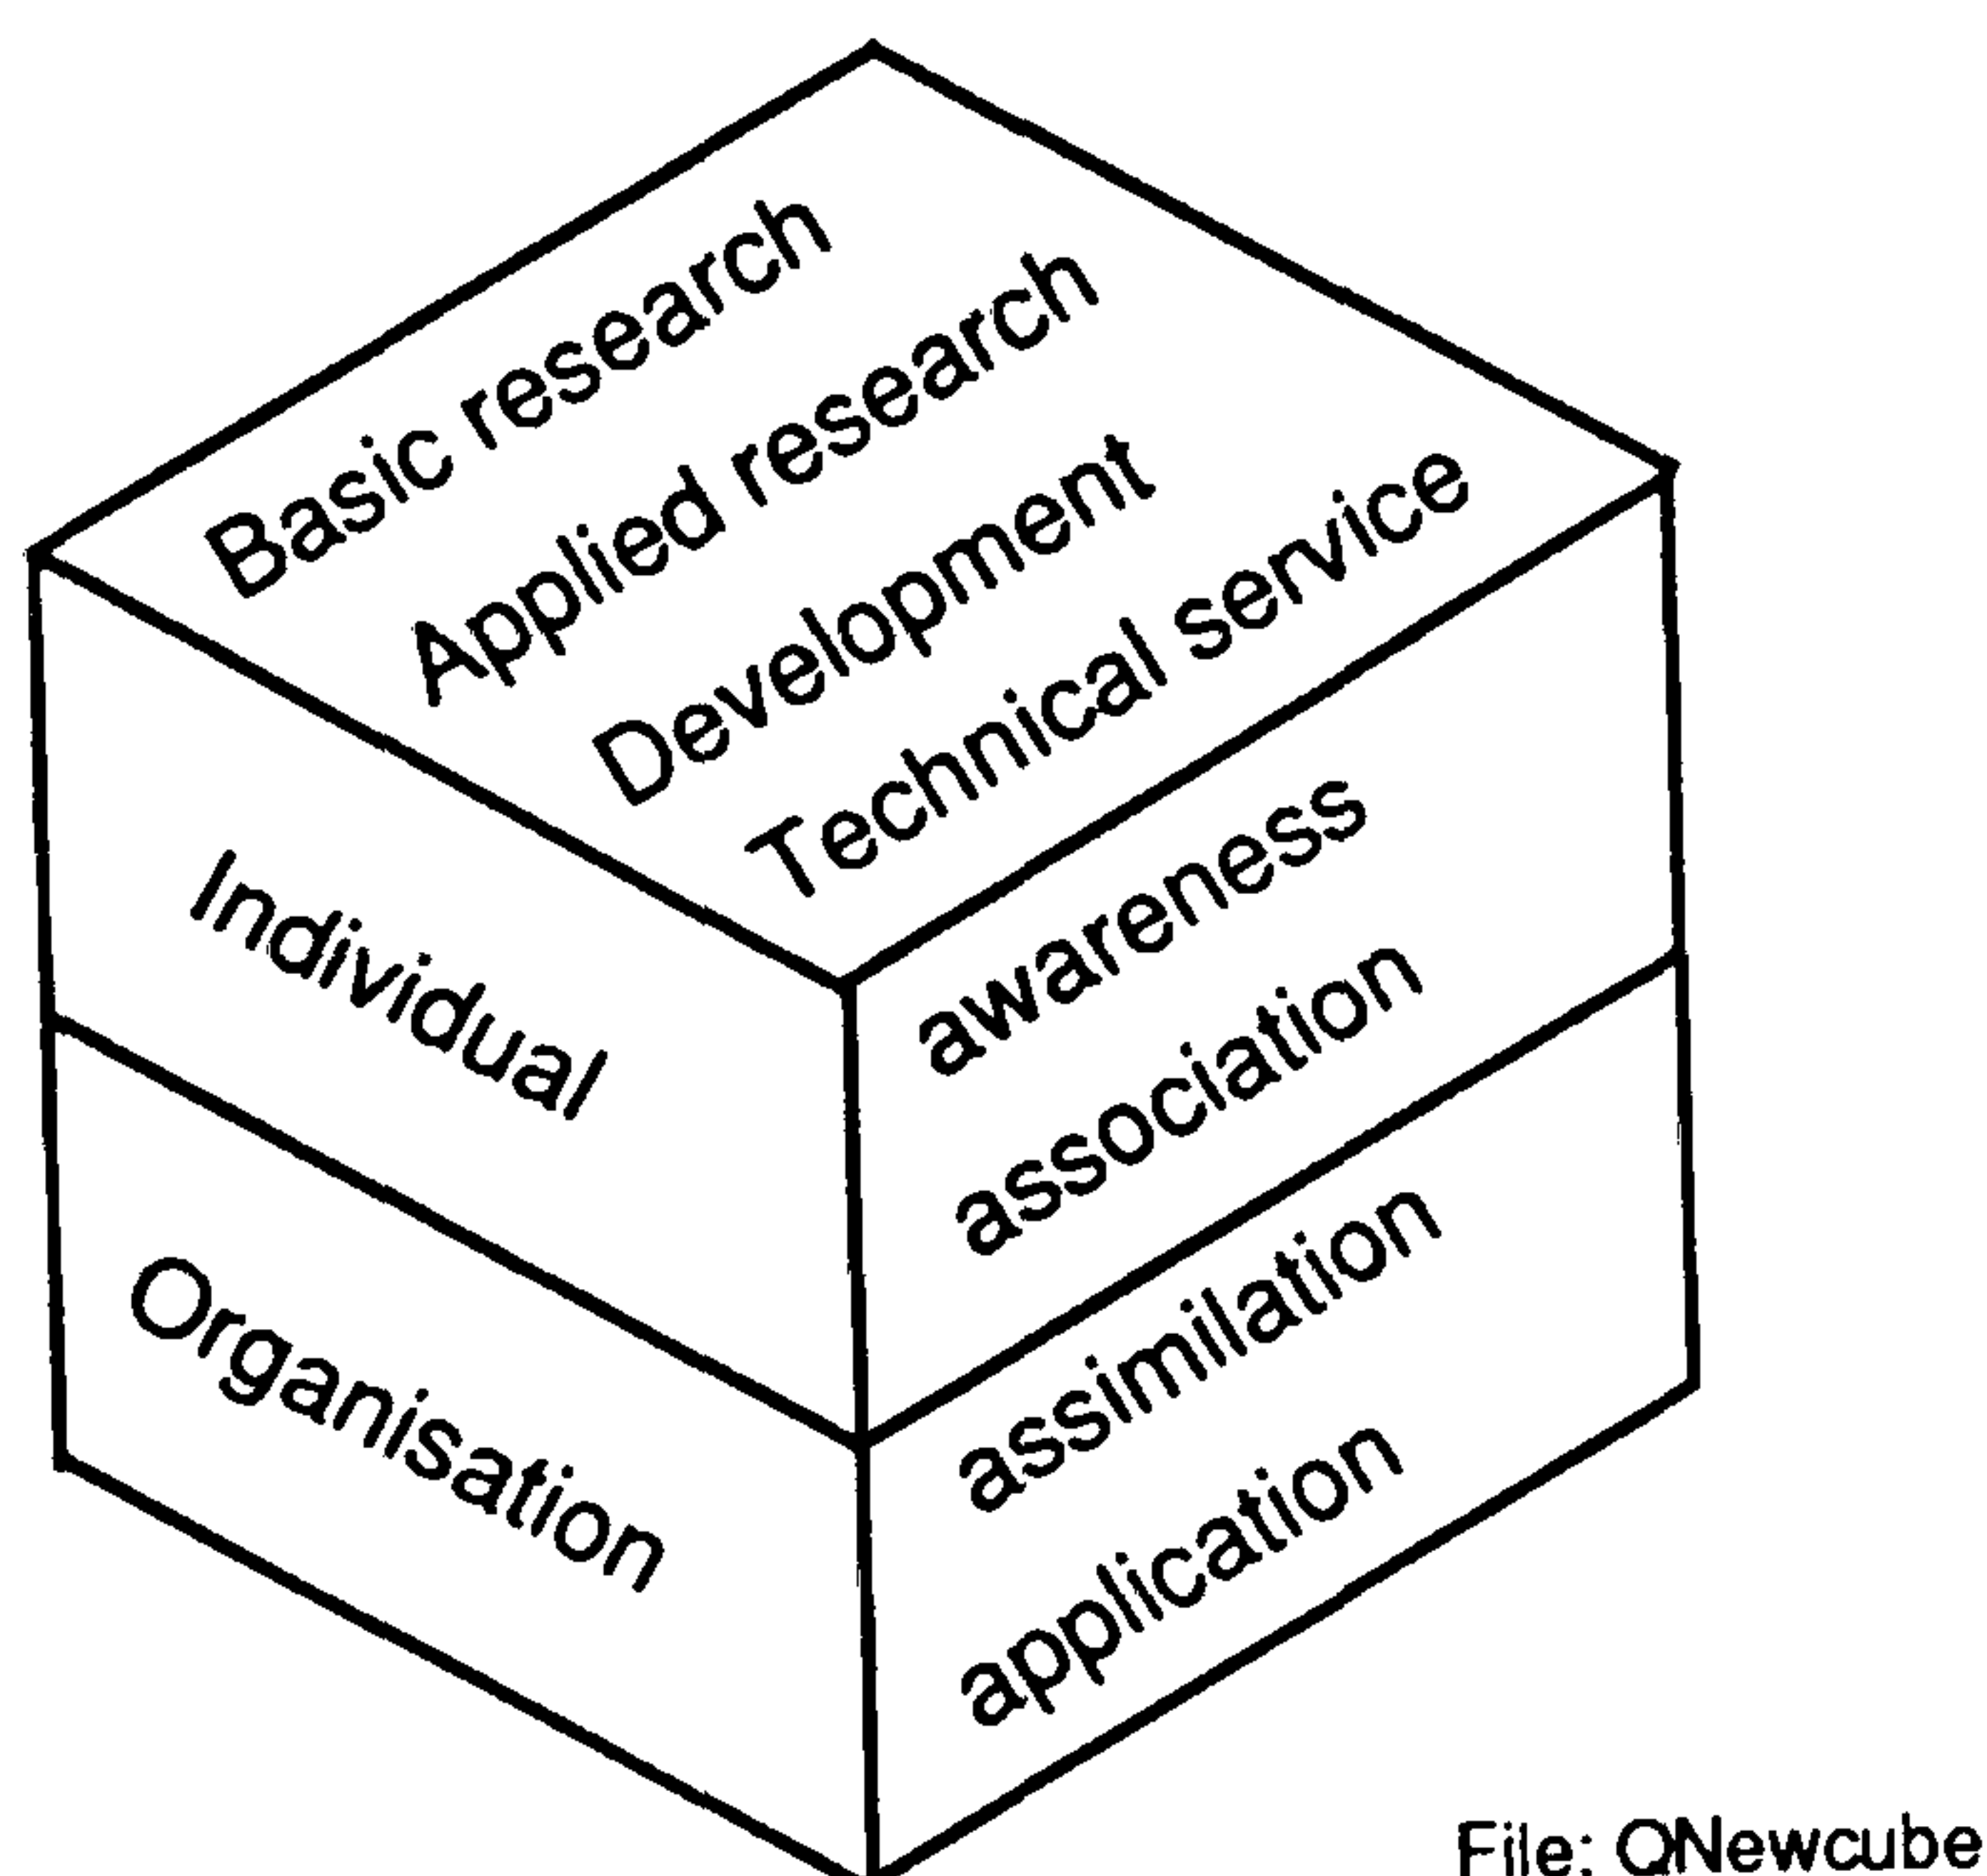 Basic research
Applied research
Development
Technical service
Individual
Organisation
awareness
association
assimilation
application
File: QNewcube